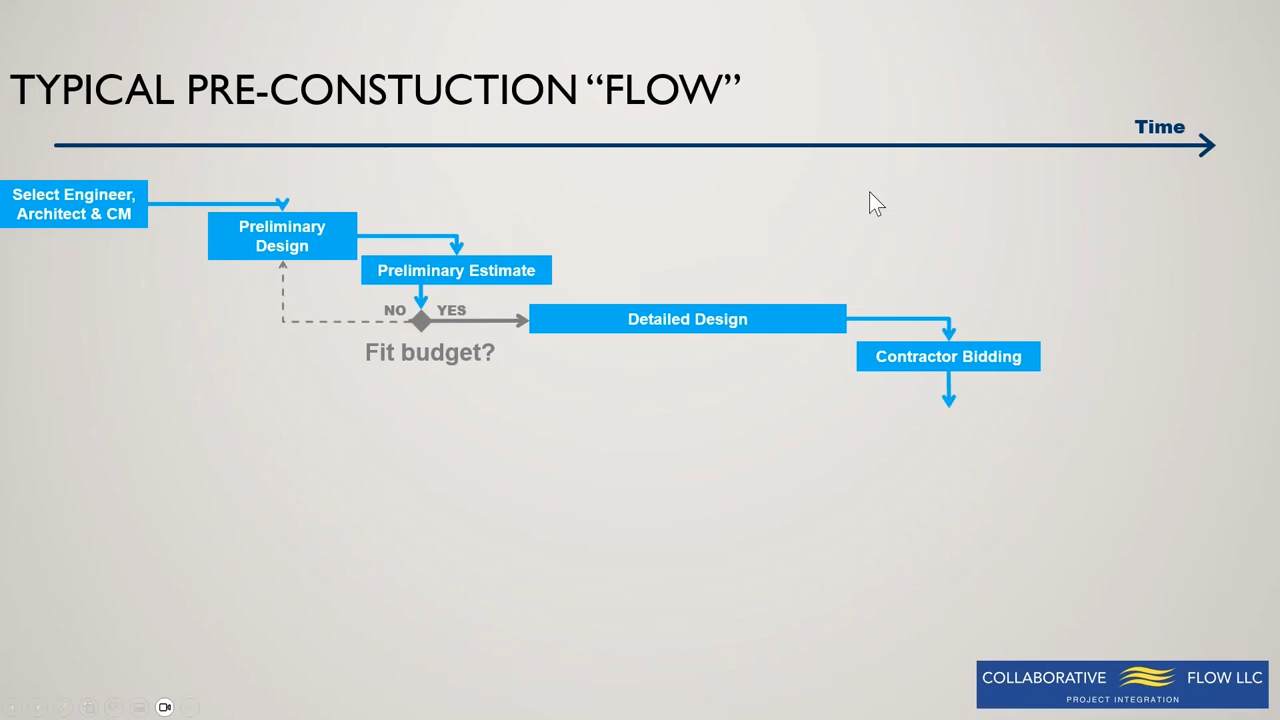 TYPICAL PRE-CONSTUCTION “FLOW”
Time
Select Engineer,
Architect & CM
Preliminary
Design
Preliminary Estimate
NO
YES
Fit budget?
Detailed Design
Contractor Bidding
COLLABORATIVE FLOW LLC
PROJECT INTEGRATION